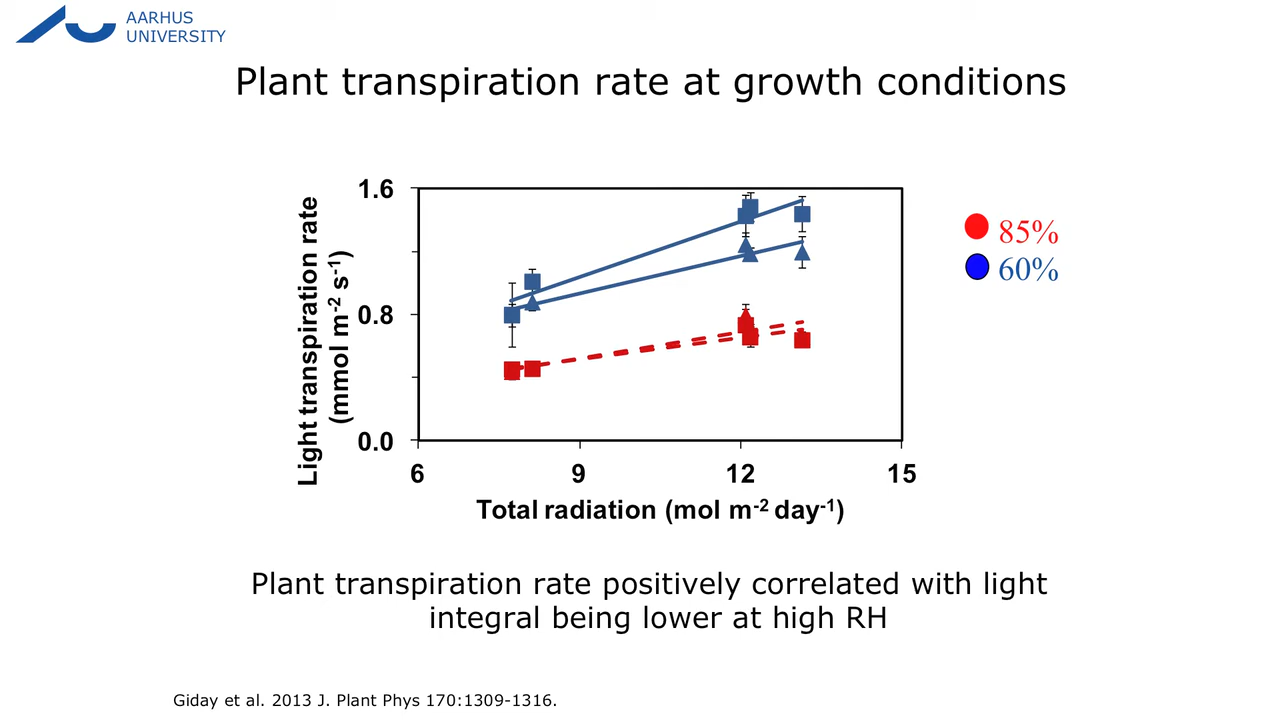 AARHUS
UNIVERSITY
Plant transpiration rate at growth conditions
Light transpiration rate
(mmol m-2 s-1)
1.6
0.8
0.0
6 9 12 15
Total radiation (mol m-2 day-1)
85%
60%
Plant transpiration rate positively correlated with light
integral being lower at high RH
Giday et al. 2013 J. Plant Phys 170:1309-1316.